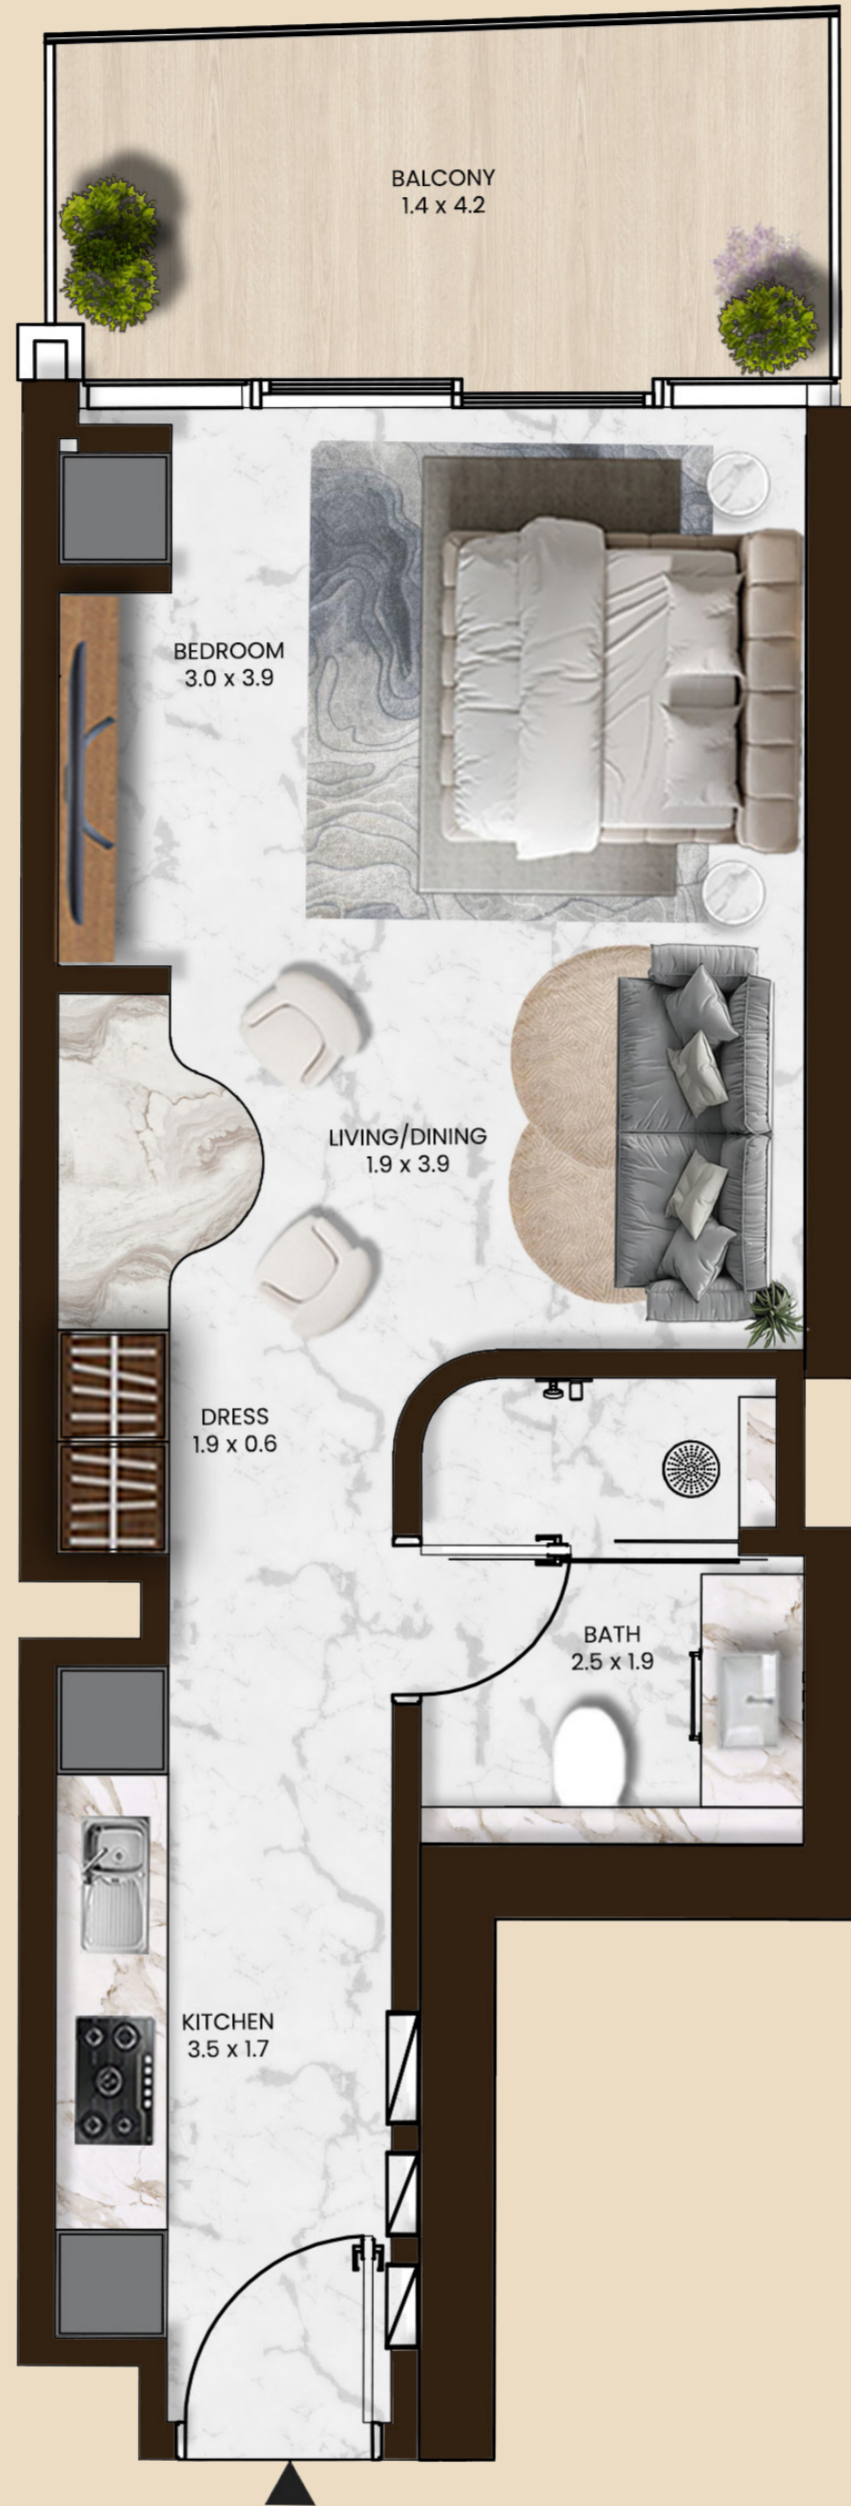 BALCONY
1.4 x 4.2
BEDROOM
3.0 x 3.9
LIVING/DINING
1.9 x 3.9
DRESS
1.9 x 0.6
BATH
2.5 x 1.9
KITCHEN
3.5 x 1.7